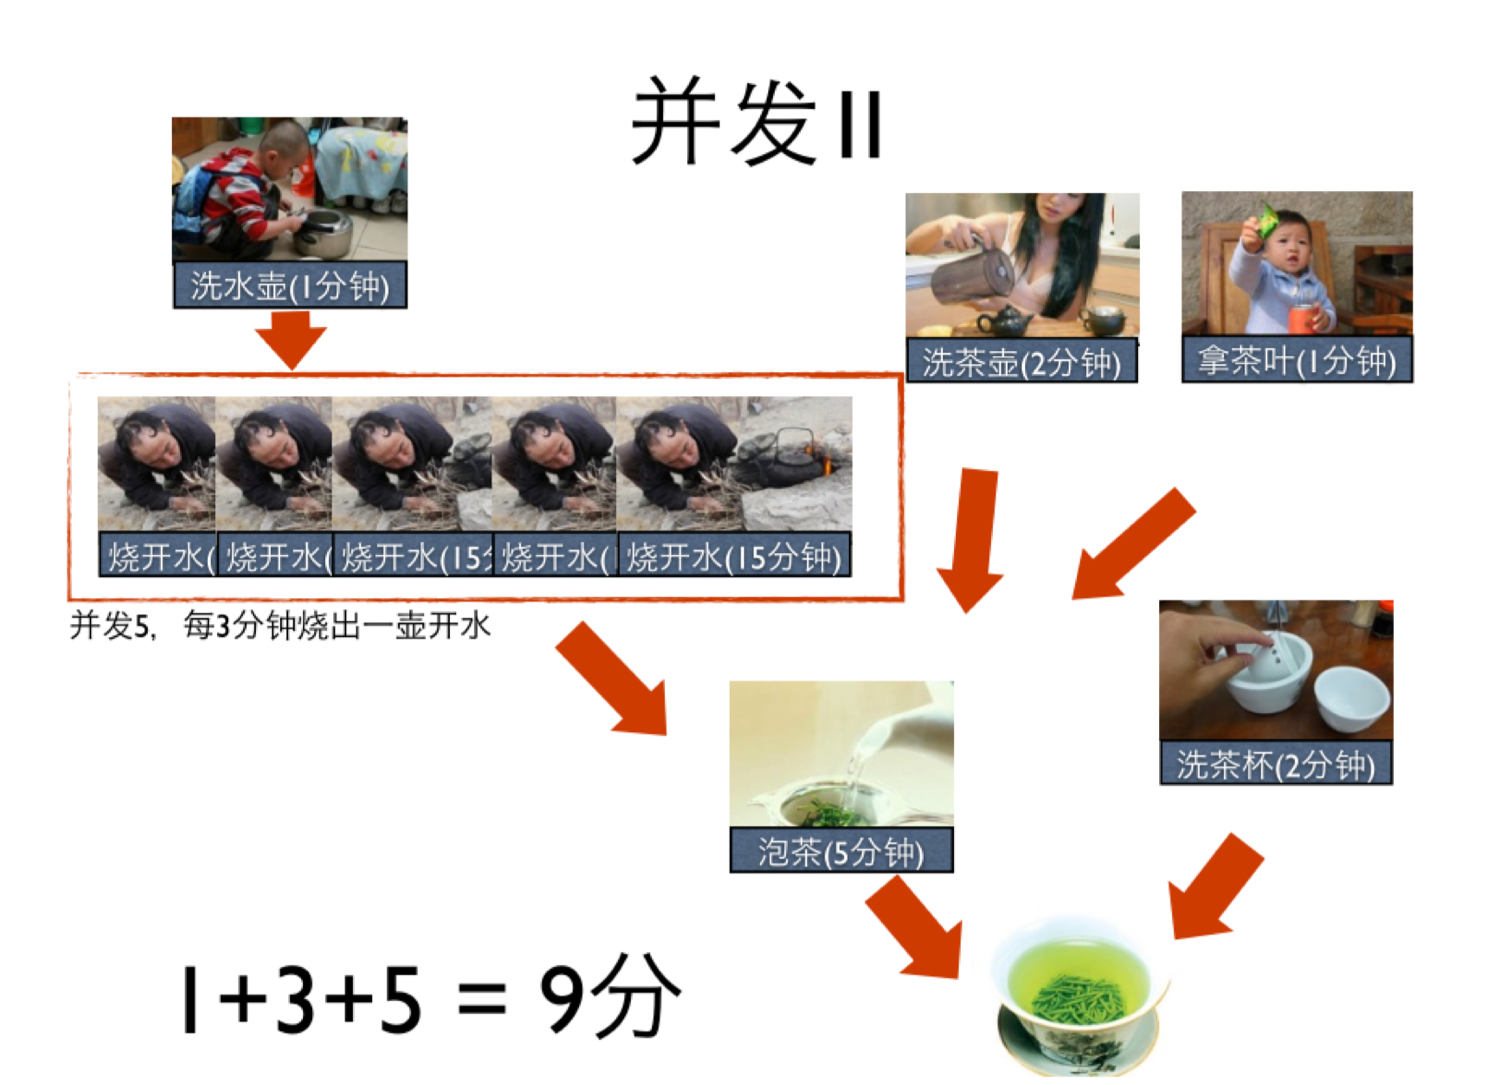 并发II
洗水壶(1分钟)
洗茶壶(2分钟)
拿茶叶(1分钟)
烧开水(
烧开水(
烧开水(15分
烧开水(
烧开水(15分钟)
并发5, 每3分钟烧出一壶开水
洗茶杯(2分钟)
泡茶(5分钟)
1+3+5 = 9分